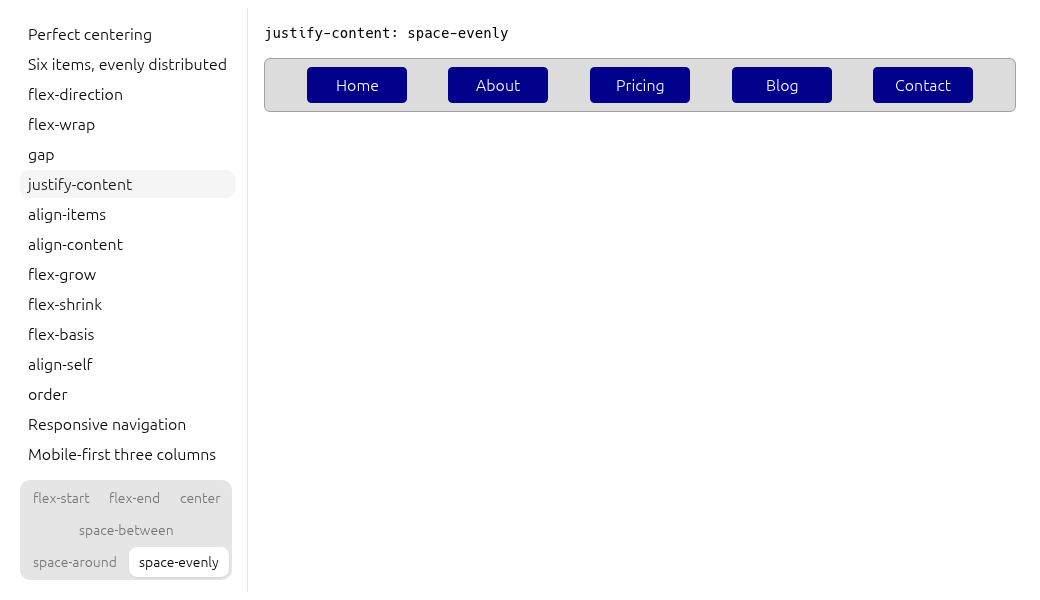 Perfect centering
Six items, evenly distributed
flex-direction
flex-wrap
gap
justify-content
align-items
align-content
flex-grow
flex-shrink
flex-basis
align-self
order
Responsive navigation
Mobile-first three columns
flex-start flex-end center
space-between
space-around space-evenly
justify-content: space-evenly
Home About Pricing Blog Contact